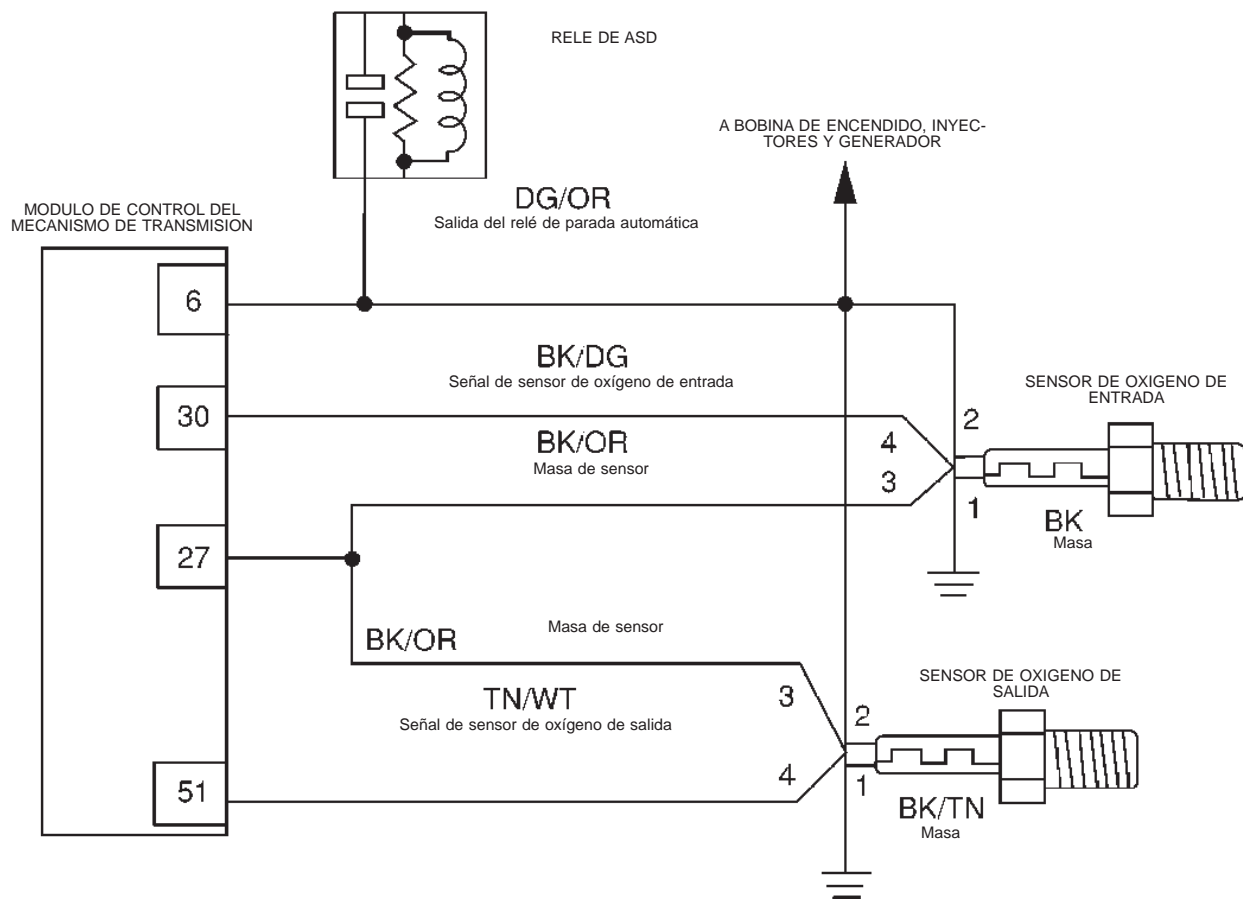 RELE DE ASD
A BOBINA DE ENCENDIDO, INYEC-
TORES Y GENERADOR
DG/OR
Salida del relé de parada automática
MODULO DE CONTROL DEL
MECANISMO DE TRANSMISION
6
BK/DG
Señal de sensor de oxígeno de entrada
SENSOR DE OXIGENO DE
ENTRADA
30
2
4
BK/OR
Masa de sensor
3
1
BK
Masa
27
Masa de sensor
BK/OR
SENSOR DE OXIGENO DE
SALIDA
TN/WT
Señal de sensor de oxígeno de salida
3
2
4
1
51
BK/TN
Masa